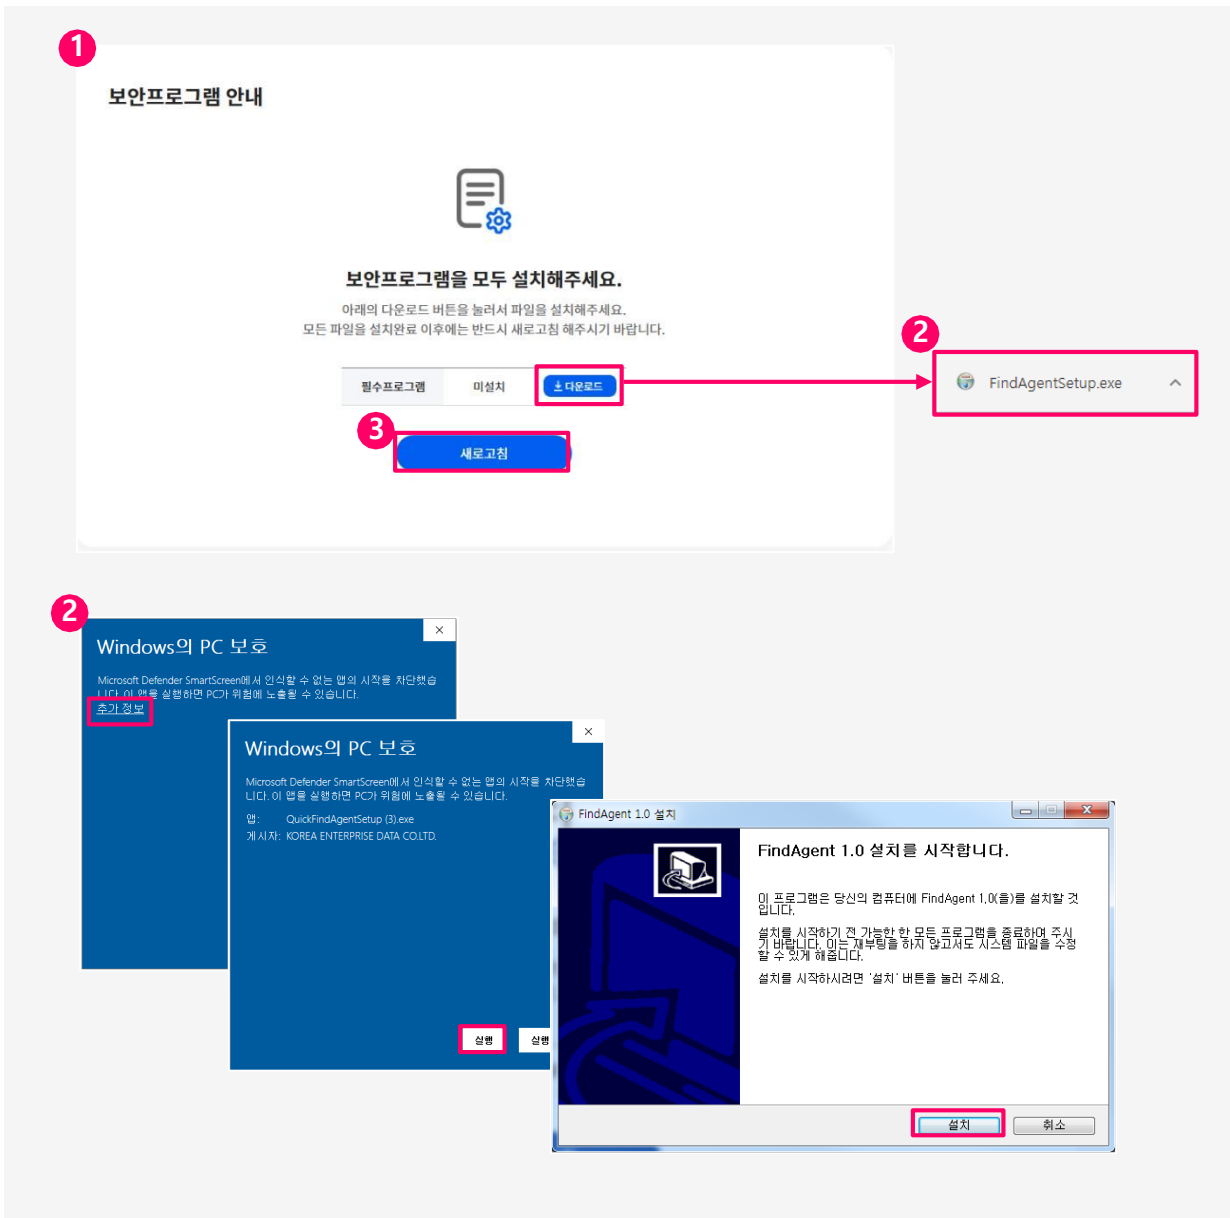 1
보안프로그램 안내
보안프로그램을 모두 설치해주세요.
아래의 다운로드 버튼을 눌러서 파일을 설치해주세요.
모든 파일을 설치완료 이후에는 반드시 새로고침 해주시기 바랍니다.
필수프로그램 미설치 다운로드
2
FindAgentSetup.exe
3
새로고침
2
Windows의 PC 보호
Microsoft Defender SmartScreen에서 인식할 수 없는 앱의 시작을 차단했습
니다. 이 앱을 실행하면 PC가 위험에 노출될 수 있습니다.
추가 정보
Windows의 PC 보호
Microsoft Defender SmartScreen에서 인식할 수 없는 앱의 시작을 차단했습
니다. 이 앱을 실행하면 PC가 위험에 노출될 수 있습니다.
앱: QuickFindAgentSetup (3).exe
게시자: KOREA ENTERPRISE DATA CO.LTD.
실행 실행
FindAgent 1.0 설치
FindAgent 1.0 설치를 시작합니다.
이 프로그램은 당신의 컴퓨터에 FindAgent 1.0(을)를 설치할 것
입니다.
설치를 시작하기 전 가능한 한 모든 프로그램을 종료하여 주시
기 바랍니다. 이는 재부팅을 하지 않고서도 시스템 파일을 수정
할 수 있게 해줍니다.
설치를 시작하시려면 '설치' 버튼을 눌러 주세요.
설치 취소